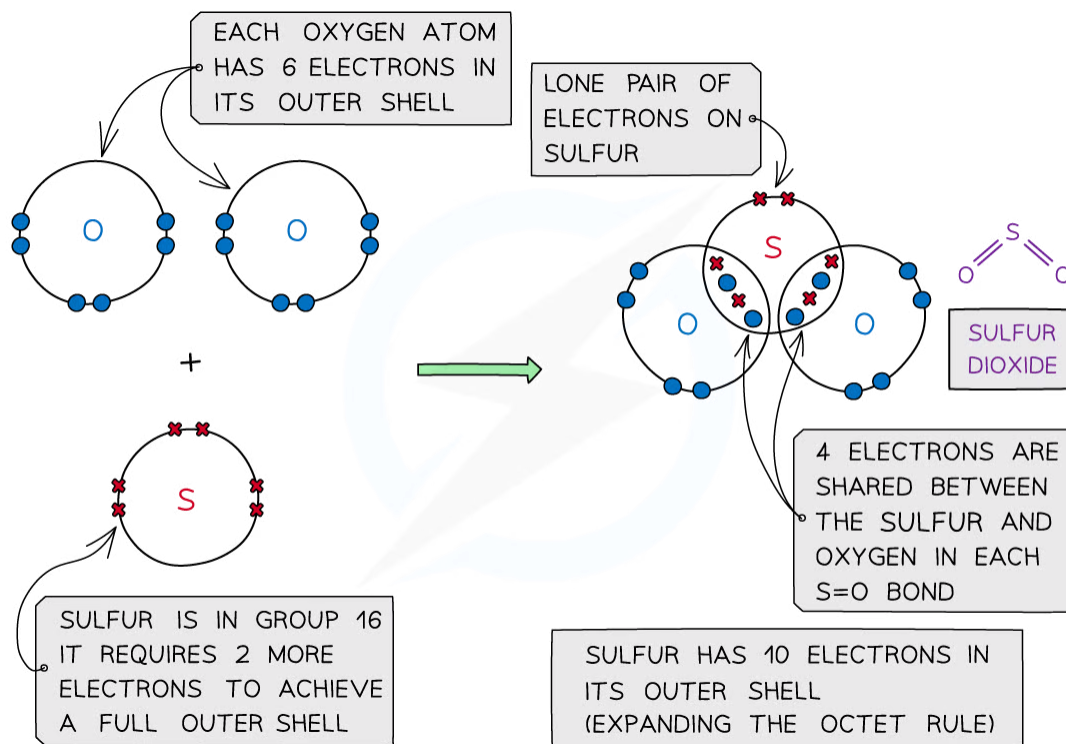 EACH OXYGEN ATOM
HAS 6 ELECTRONS IN
ITS OUTER SHELL
O
O
+
S
SULFUR IS IN GROUP 16
IT REQUIRES 2 MORE
ELECTRONS TO ACHIEVE
A FULL OUTER SHELL
LONE PAIR OF
ELECTRONS ON
SULFUR
S
O
O
S
O
O
SULFUR
DIOXIDE
4 ELECTRONS ARE
SHARED BETWEEN
THE SULFUR AND
OXYGEN IN EACH
S=O BOND
SULFUR HAS 10 ELECTRONS IN
ITS OUTER SHELL
(EXPANDING THE OCTET RULE)